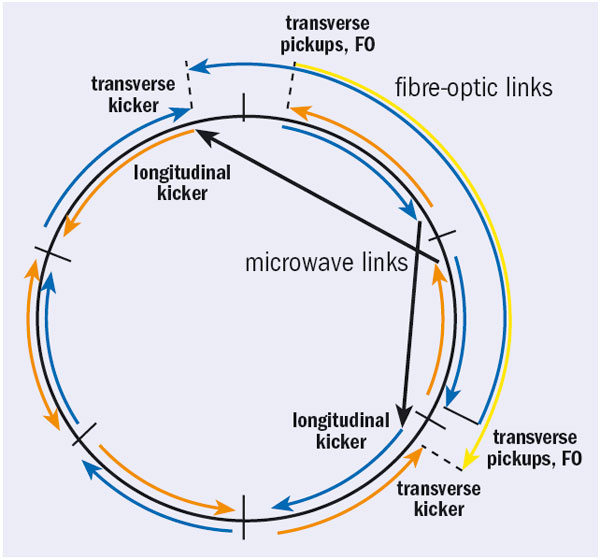 transverse
pickups, FO
transverse
kicker
fibre-optic links
longitudinal
kicker
microwave links
longitudinal
kicker
transverse
pickups, FO
transverse
kicker